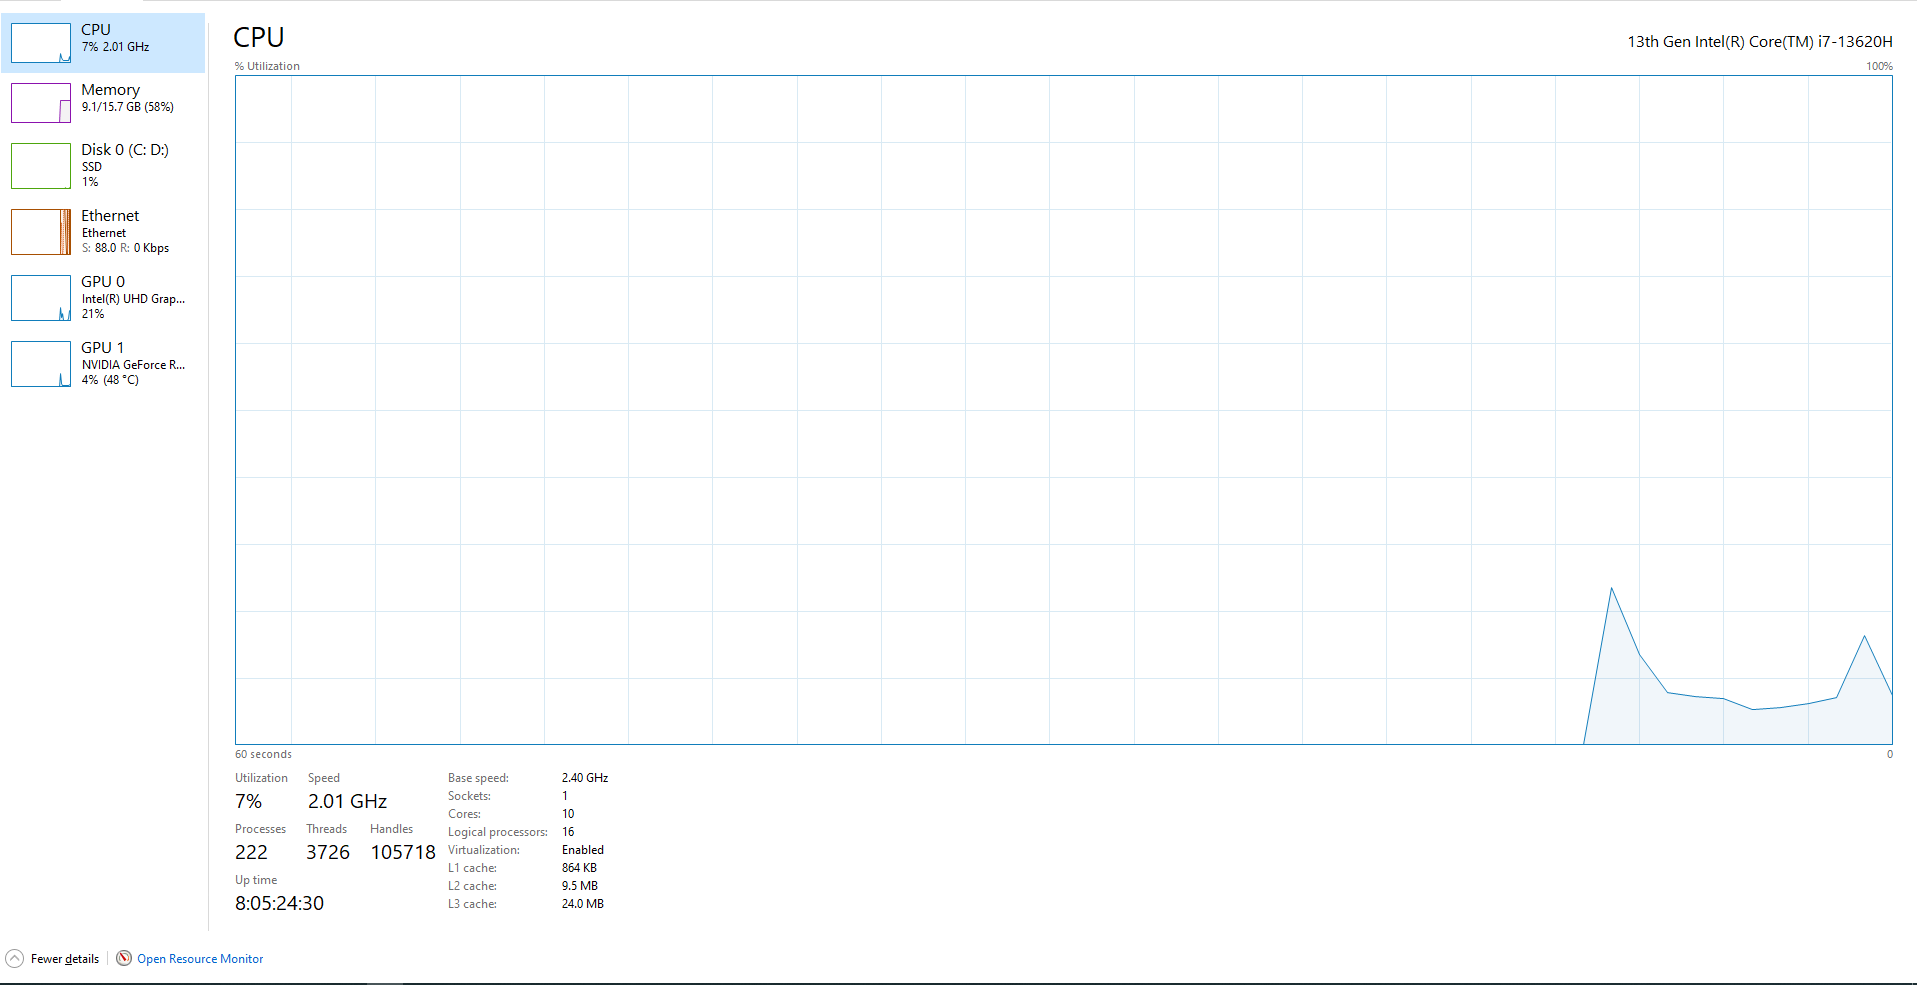 CPU
7% 2.01 GHz
Memory
9.1/15.7 GB (58%)
Disk 0 (C: D:)
SSD
1%
Ethernet
Ethernet
S: 88.0 R: 0 Kbps
GPU 0
Intel(R) UHD Grap...
21%
GPU 1
NVIDIA GeForce R...
4% (48 °C)
CPU
13th Gen Intel(R) Core(TM) i7-13620H
% Utilization 100%
60 seconds 0
Utilization Speed
7% 2.01 GHz
Processes Threads Handles
222 3726 105718
Up time
8:05:24:30
Base speed: 2.40 GHz
Sockets: 1
Cores: 10
Logical processors: 16
Virtualization: Enabled
L1 cache: 864 KB
L2 cache: 9.5 MB
L3 cache: 24.0 MB
Fewer details Open Resource Monitor